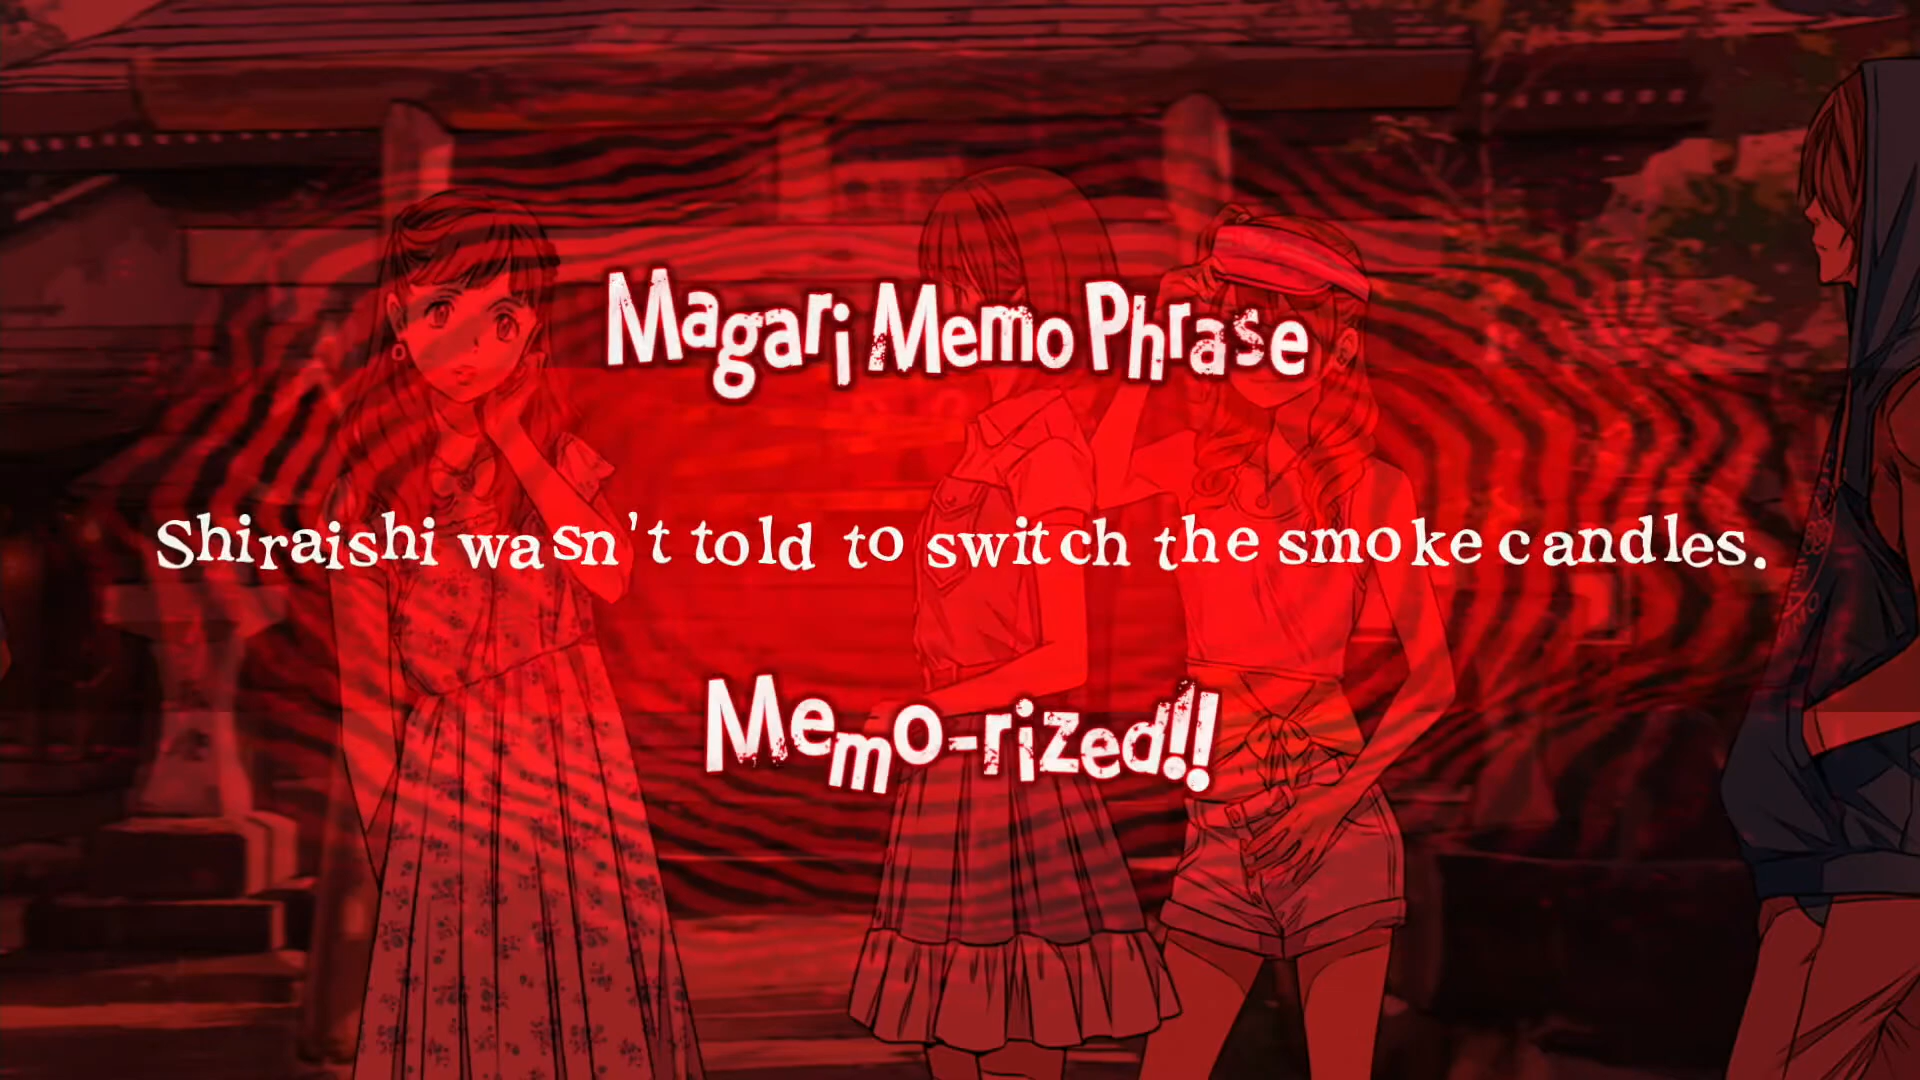 Magari Memo Phrase
Shiraishi wasn't told to switch the smoke candles.
Memo-rized!!